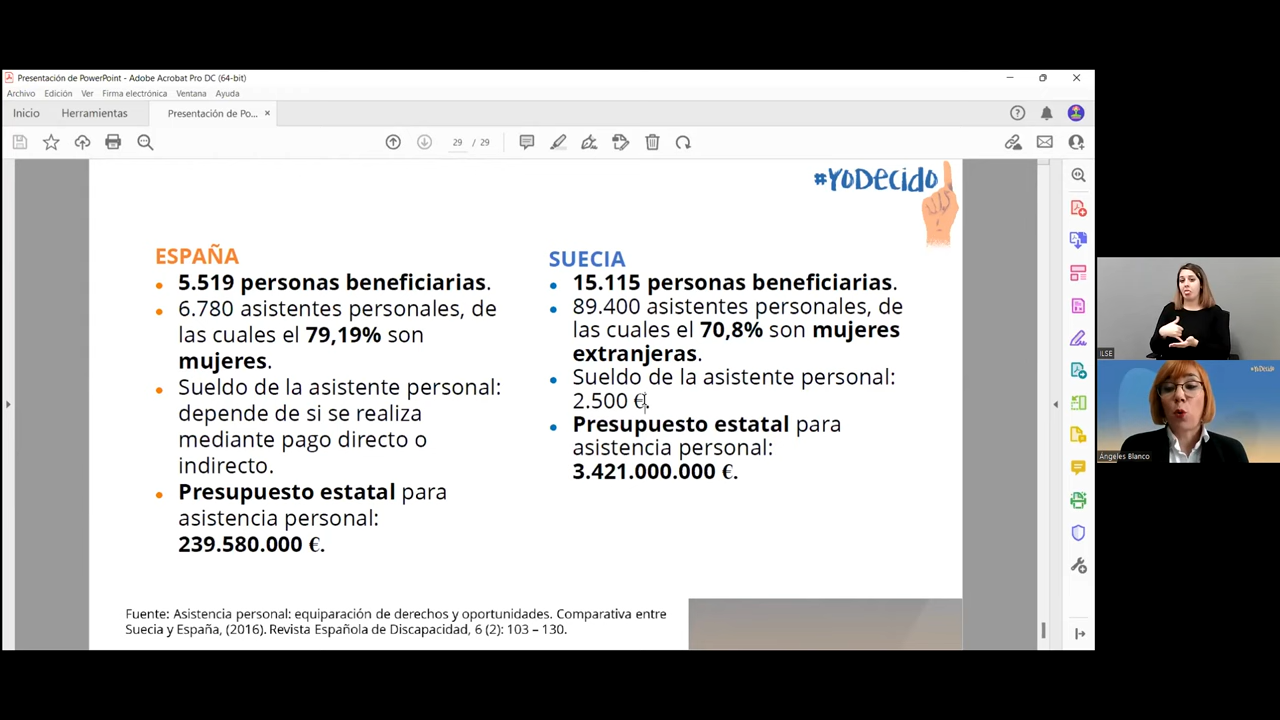 Presentación de PowerPoint - Adobe Acrobat Pro DC (64-bit)
Archivo Edición Ver Firma electrónica Ventana Ayuda
Inicio Herramientas Presentación de Po... ×
29 / 29
#YoDecido
ESPAÑA
• 5.519 personas beneficiarias.
• 6.780 asistentes personales, de
las cuales el 79,19% son
mujeres.
• Sueldo de la asistente personal:
depende de si se realiza
mediante pago directo o
indirecto.
• Presupuesto estatal para
asistencia personal:
239.580.000 €.
SUECIA
• 15.115 personas beneficiarias.
• 89.400 asistentes personales, de
las cuales el 70,8% son mujeres
extranjeras.
• Sueldo de la asistente personal:
2.500 €.
• Presupuesto estatal para
asistencia personal:
3.421.000.000 €.
Fuente: Asistencia personal: equiparación de derechos y oportunidades. Comparativa entre
Suecia y España, (2016). Revista Española de Discapacidad, 6 (2): 103 – 130.
ILSE
#YoDecido
Ángeles Blanco